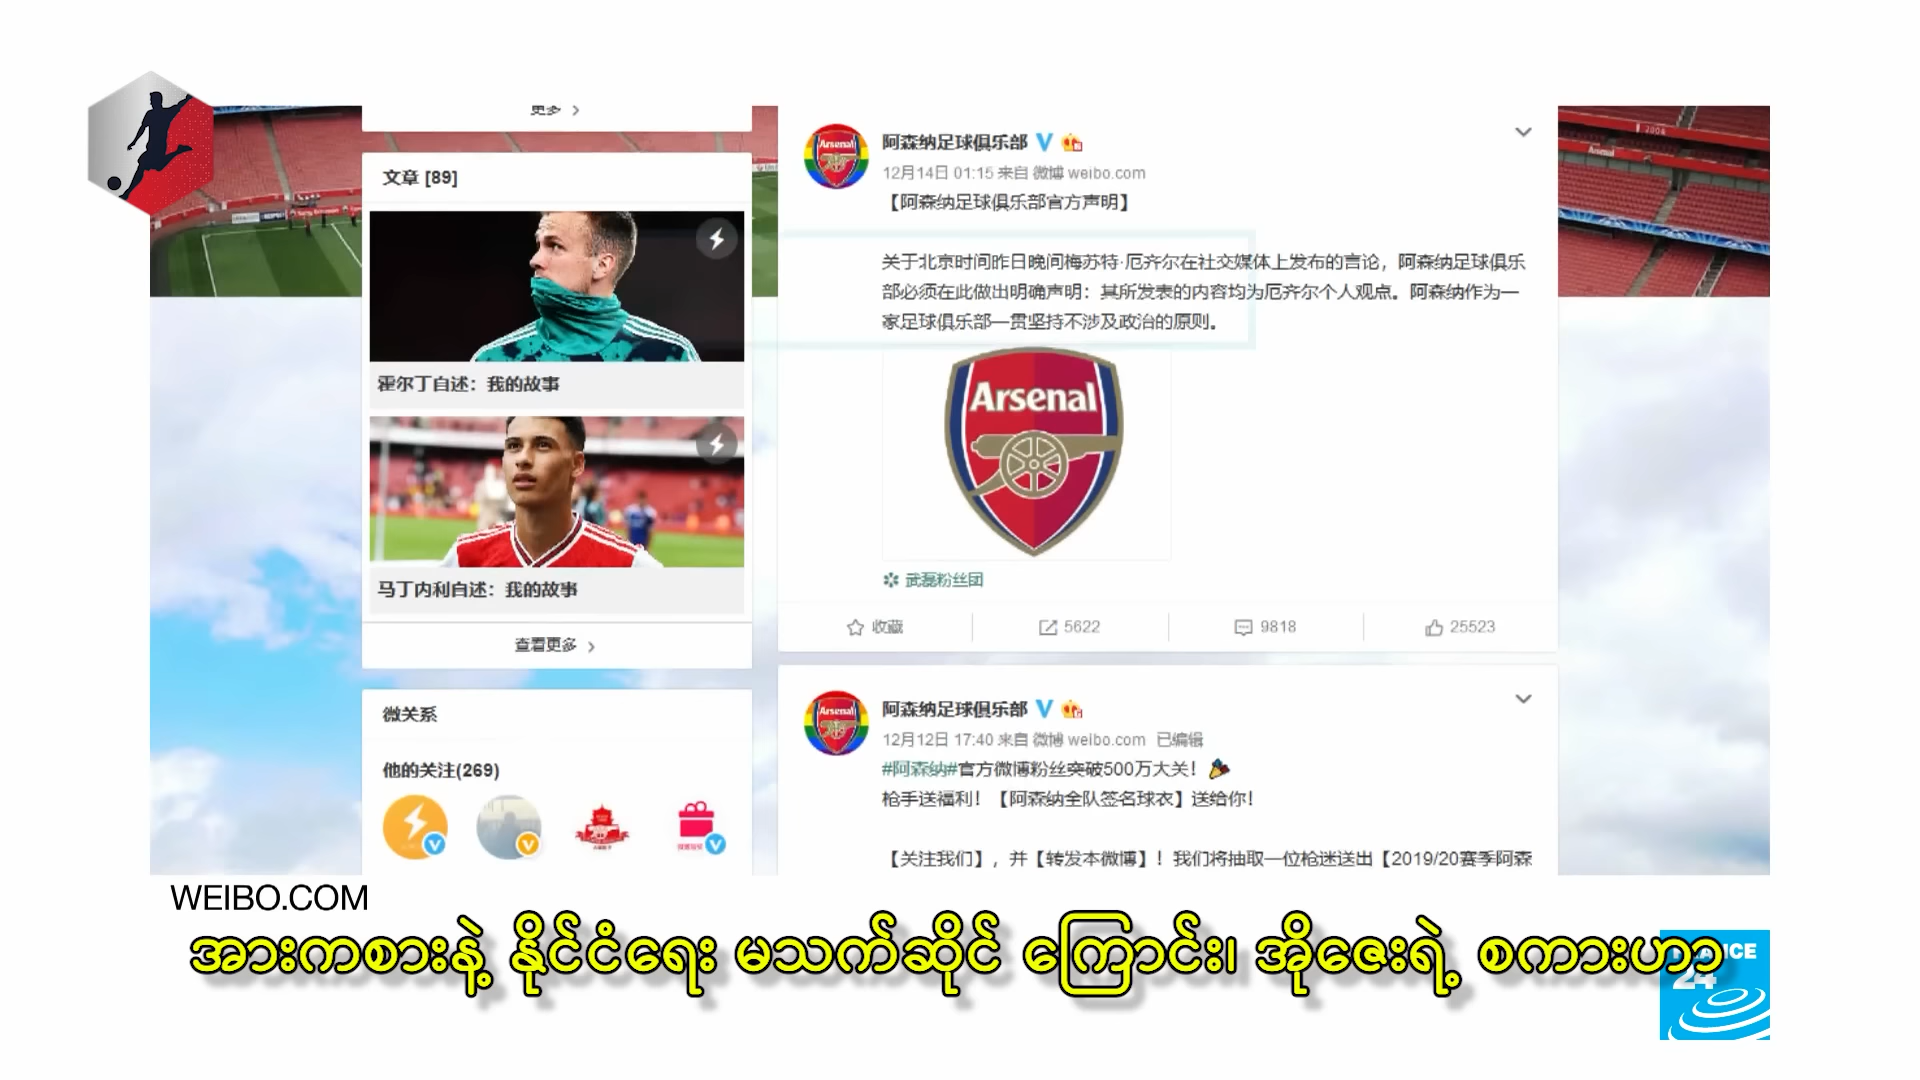 更多 >
文章 [89]
霍尔丁自述：我的故事
马丁内利自述：我的故事
查看更多 >
微关系
他的关注(269)
Arsenal
阿森纳足球俱乐部
12月14日 01:15 来自 微博 weibo.com
【阿森纳足球俱乐部官方声明】
关于北京时间昨日晚间梅苏特·厄齐尔在社交媒体上发布的言论，阿森纳足球俱乐
部必须在此做出明确声明：其所发表的内容均为厄齐尔个人观点。阿森纳作为一
家足球俱乐部一贯坚持不涉及政治的原则。
Arsenal
武磊粉丝团
收藏 5622 9818 25523
Arsenal
阿森纳足球俱乐部
12月12日 17:40 来自 微博 weibo.com 已编辑
#阿森纳#官方微博粉丝突破500万大关！
枪手送福利！【阿森纳全队签名球衣】送给你！
【关注我们】，并【转发本微博】！我们将抽取一位枪迷送出【2019/20赛季阿森
WEIBO.COM
အားကစားနဲ့ နိုင်ငံရေး မသက်ဆိုင် ကြောင်း၊ အိုဇေးရဲ့ စကားဟာ
FRANCE
24